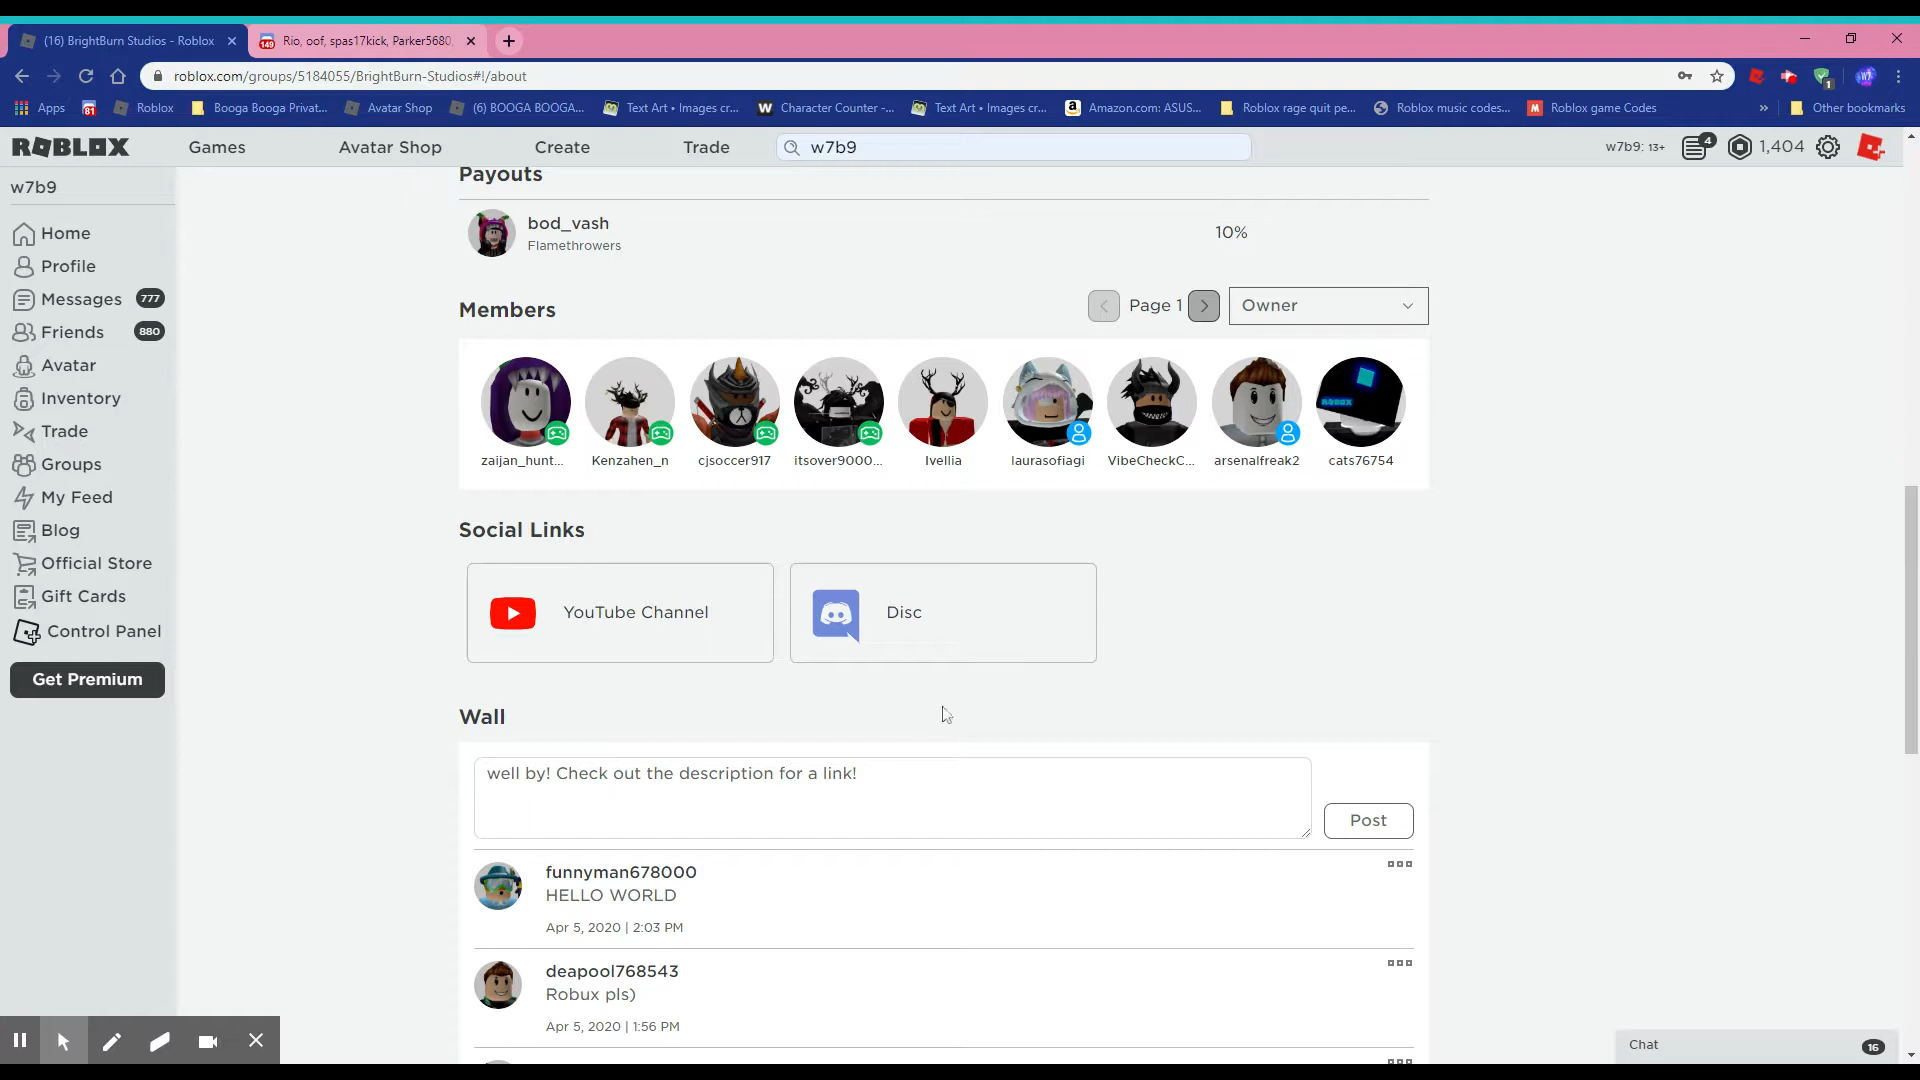 (16) BrightBurn Studios - Roblox
149
Rio, oof, spas17kick, Parker5680,
roblox.com/groups/5184055/BrightBurn-Studios#!/about
1
Apps
81
Roblox
Booga Booga Privat...
Avatar Shop
(6) BOOGA BOOGA...
Text Art • Images cr...
W
Character Counter -...
Text Art • Images cr...
Amazon.com: ASUS...
Roblox rage quit pe...
Roblox music codes...
M
Roblox game Codes
»
Other bookmarks
ROBLOX
Games
Avatar Shop
Create
Trade
w7b9
w7b9: 13+
4
1,404
w7b9
Home
Profile
Messages
777
Friends
880
Avatar
Inventory
Trade
Groups
My Feed
Blog
Official Store
Gift Cards
Control Panel
Get Premium
Payouts
bod_vash
Flamethrowers
10%
Members
Page 1
Owner
zaijan_hunt...
Kenzahen_n
cjsoccer917
itsover9000...
Ivellia
laurasofiagi
VibeCheckC...
arsenalfreak2
cats76754
Social Links
YouTube Channel
Disc
Wall
well by! Check out the description for a link!
Post
funnyman678000
HELLO WORLD
Apr 5, 2020 | 2:03 PM
deapool768543
Robux pls)
Apr 5, 2020 | 1:56 PM
Chat
16